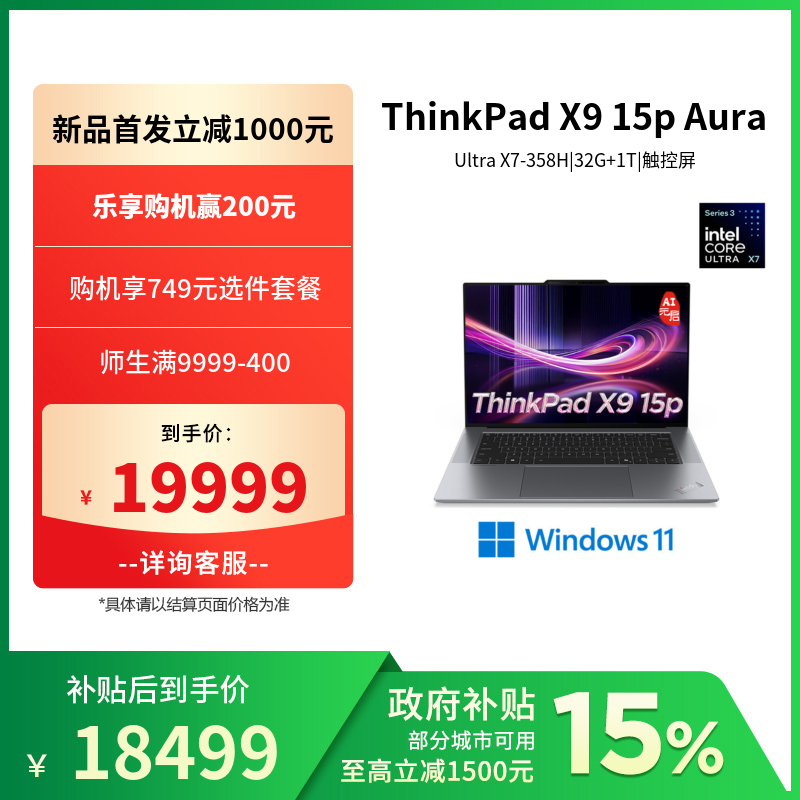 新品首发立减1000元
乐享购机赢200元
购机享749元选件套餐
师生满9999-400
到手价：
¥ 19999
--详询客服--
*具体请以结算页面价格为准
ThinkPad X9 15p Aura
Ultra X7-358H|32G+1T|触控屏
Series 3
intel
CORE
ULTRA X7
AI
元启
ThinkPad X9 15p
Windows 11
补贴后到手价
¥ 18499
政府补贴
部分城市可用
至高立减1500元
15%